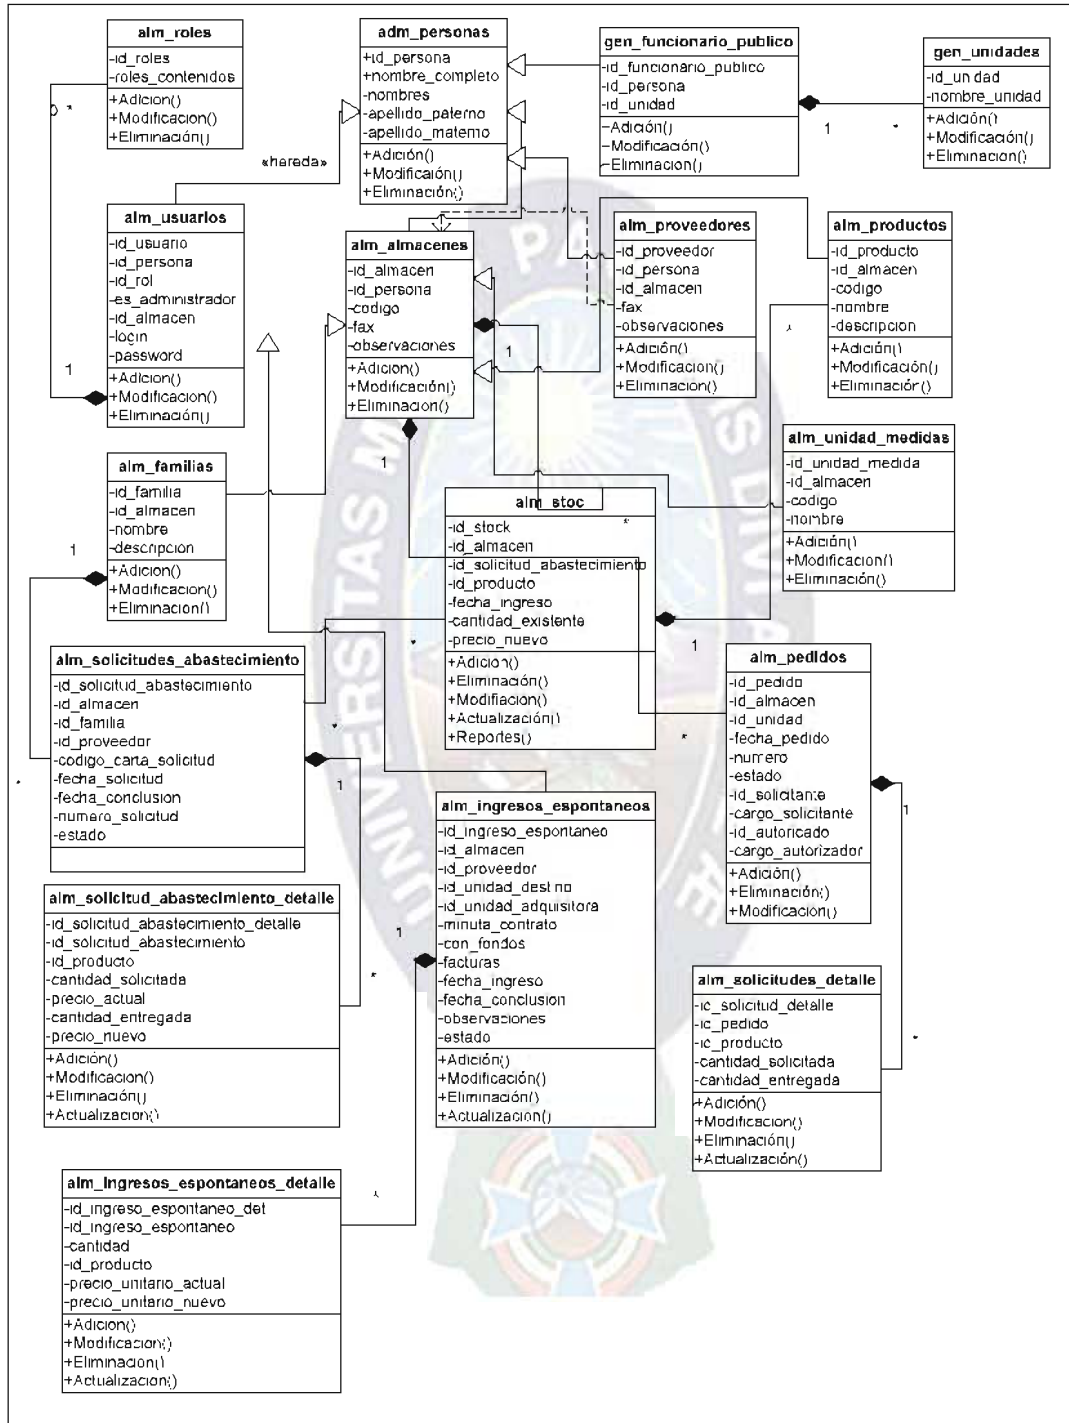 alm_roles
-id_roles
-roles_contenidos
+Adicion()
+Modificacion()
+Eliminación()
adm_personas
+id_persona
+nombre_completo
-nombres
-apellido_paterno
-apellido_materno
+Adición()
+Modificaión()
+Eliminación()
gen_funcionario_publico
-id_funcionario_publico
-id_persona
-id_unidad
-Adición()
-Modificación()
-Eliminacion()
gen_unidades
-id_unidad
-nombre_unidad
+Adición()
+Modificación()
+Eliminación()
1
*
*
«hereda»
alm_usuarios
-id_usuario
-id_persona
-id_rol
-es_administrador
-id_almacen
-login
-password
+Adicion()
+Modificacion()
+Eliminación()
1
alm_almacenes
-id_almacen
-id_persona
-codigo
-fax
-observaciones
+Adición()
+Modificación()
+Eliminacion()
1
1
alm_proveedores
-id_proveedor
-id_persona
-id_almacen
-fax
-observaciones
+Adición()
+Modificacion()
+Eliminación()
alm_productos
-id_producto
-id_almacen
-codigo
-nombre
-descripcion
+Adición()
+Modificación()
+Eliminación()
*
alm_familias
-id_familia
-id_almacen
-nombre
-descripcion
+Adicion()
+Modificación()
+Eliminacion()
1
alm_unidad_medidas
-id_unidad_medida
-id_almacen
-codigo
-nombre
+Adición()
+Modificacion()
+Eliminación()
alm_stoc
*
-id_stock
-id_almacen
-id_solicitud_abastecimiento
-id_producto
-fecha_ingreso
-cantidad_existente
-precio_nuevo
+Adición()
+Eliminación()
+Modifiación()
+Actualización()
+Reportes()
1
*
*
*
alm_solicitudes_abastecimiento
-id_solicitud_abastecimiento
-id_almacen
-id_familia
-id_proveedor
-codigo_carta_solicitud
-fecha_solicitud
-fecha_conclusion
-numero_solicitud
-estado
*
1
alm_pedidos
-id_pedido
-id_almacen
-id_unidad
-fecha_pedido
-numero
-estado
-id_solicitante
-cargo_solicitante
-id_autoricado
-cargo_autorizador
+Adición()
+Eliminación()
+Modificación()
1
alm_ingresos_espontaneos
-id_ingreso_espontaneo
-id_almacen
-id_proveedor
-id_unidad_destino
-id_unidad_adquisitora
-minuta_contrato
-con_fondos
-facturas
-fecha_ingreso
-fecha_conclusion
-observaciones
-estado
+Adición()
+Modificación()
+Eliminación()
+Actualización()
1
alm_solicitud_abastecimiento_detalle
-id_solicitud_abastecimiento_detalle
-id_solicitud_abastecimiento
-id_producto
-cantidad_solicitada
-precio_actual
-cantidad_entregada
-precio_nuevo
+Adición()
+Modificacion()
+Eliminación()
+Actualizacion()
*
alm_solicitudes_detalle
-id_solicitud_detalle
-id_pedido
-id_producto
-cantidad_solicitada
-cantidad_entregada
+Adición()
+Modificacion()
+Eliminación()
+Actualización()
*
alm_ingresos_espontaneos_detalle
-id_ingreso_espontaneo_det
-id_ingreso_espontaneo
-cantidad
-id_producto
-precio_unitario_actual
-precio_unitario_nuevo
+Adicion()
+Modificacion()
+Eliminacion()
+Actualizacion()
*